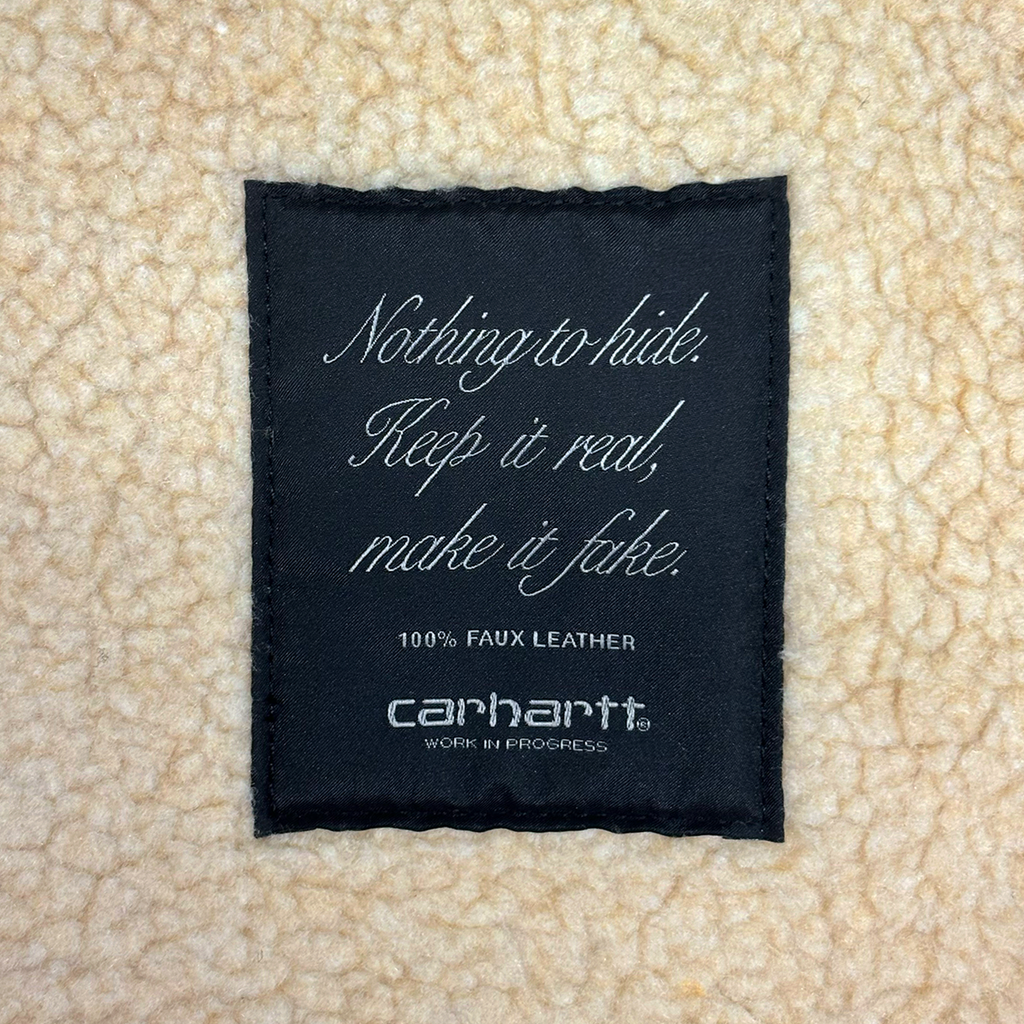 Nothing to hide.
Keep it real,
make it fake.
100% FAUX LEATHER
carhartt®
WORK IN PROGRESS